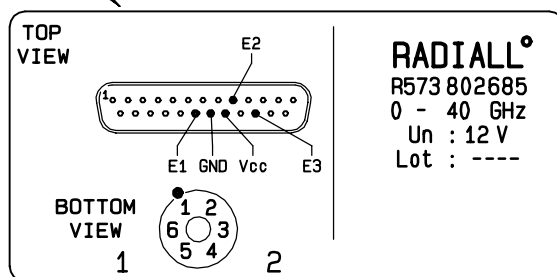 TOP
VIEW
E2
1
E1 GND Vcc E3
BOTTOM
VIEW
1 2
6 3
5 4
1 2
RADIALL°
R573 802685
0 - 40 GHz
Un : 12 V
Lot : ----